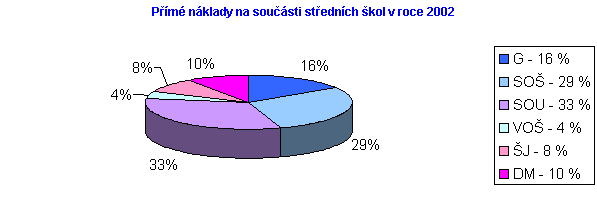 Přímé náklady na součásti středních škol v roce 2002
8%
10%
16%
4%
33%
29%
G - 16 %
SOŠ - 29 %
SOU - 33 %
VOŠ - 4 %
ŠJ - 8 %
DM - 10 %